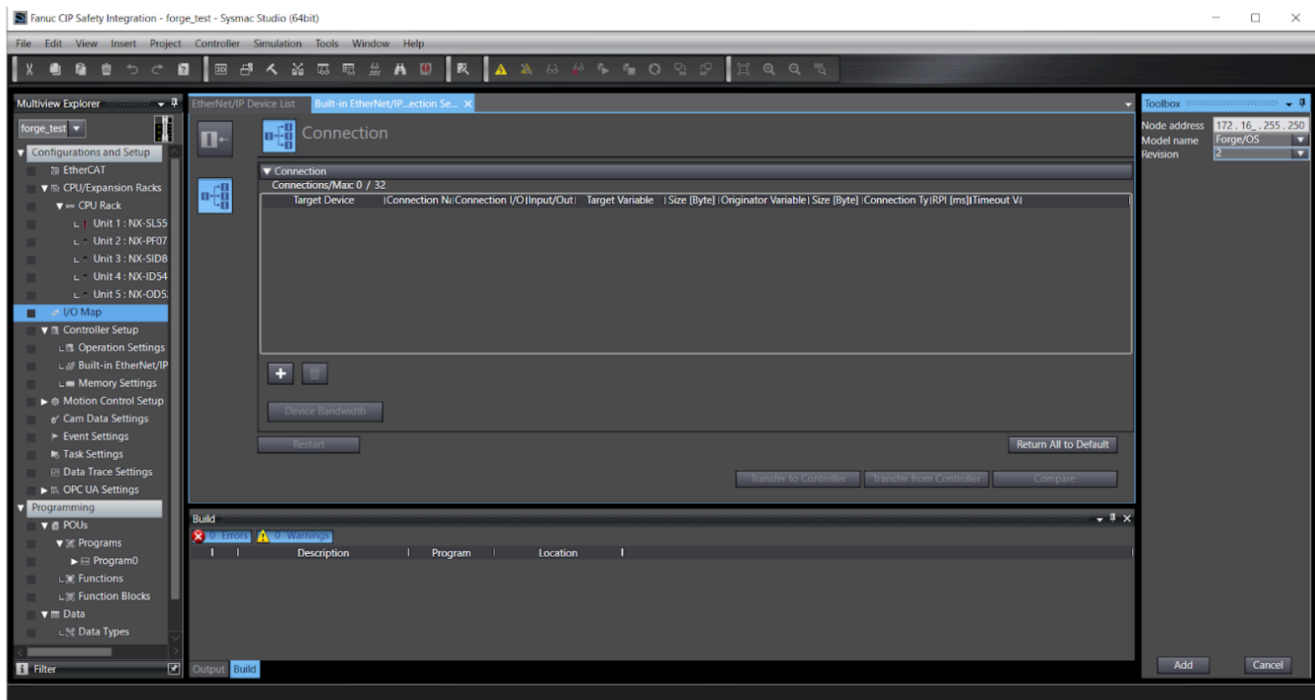 Fanuc CIP Safety Integration - forge_test - Sysmac Studio (64bit)
File Edit View Insert Project Controller Simulation Tools Window Help
Multiview Explorer
forge_test
Configurations and Setup
EtherCAT
CPU/Expansion Racks
CPU Rack
Unit 1 : NX-SL55
Unit 2 : NX-PF07
Unit 3 : NX-SID8
Unit 4 : NX-ID54
Unit 5 : NX-OD5
I/O Map
Controller Setup
Operation Settings
Built-in EtherNet/IP
Memory Settings
Motion Control Setup
Cam Data Settings
Event Settings
Task Settings
Data Trace Settings
OPC UA Settings
Programming
POUs
Programs
Program0
Functions
Function Blocks
Data
Data Types
Filter
EtherNet/IP Device List
Built-in EtherNet/IP...ection Se... X
Connection
Connection
Connections/Max: 0 / 32
Target Device |Connection Na|Connection I/O|Input/Out| Target Variable | Size [Byte] |Originator Variable| Size [Byte] |Connection Ty|RPI [ms]|Timeout Va|
+
Device Bandwidth
Restart
Return All to Default
Transfer to Controller
Transfer from Controller
Compare
Build
0 Errors
0 Warnings
| | Description | Program | Location |
Output
Build
Toolbox
Node address 172 . 16_ . 255 . 250
Model name Forge/OS
Revision 2
Add
Cancel